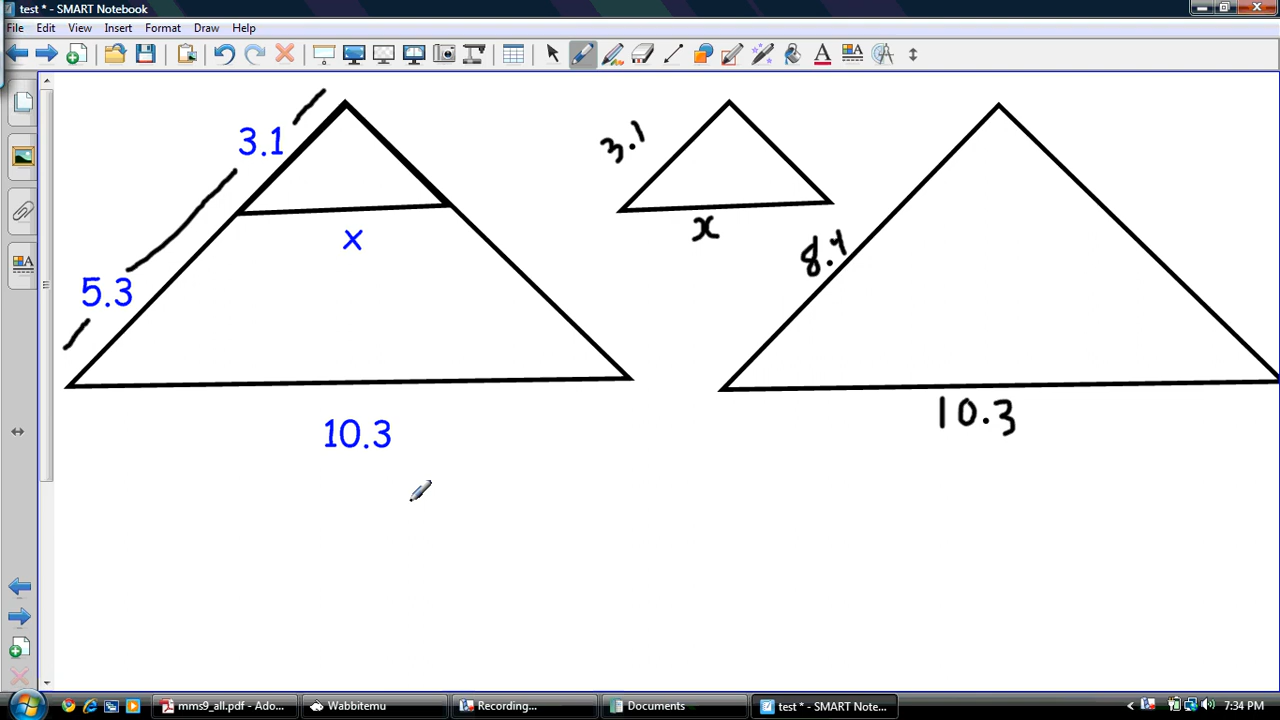 test * - SMART Notebook
File Edit View Insert Format Draw Help
3.1
5.3
x
10.3
3.1
x
8.4
10.3
mms9_all.pdf - Ado...
Wabbitemu
Recording...
Documents
test * - SMART Note...
7:34 PM